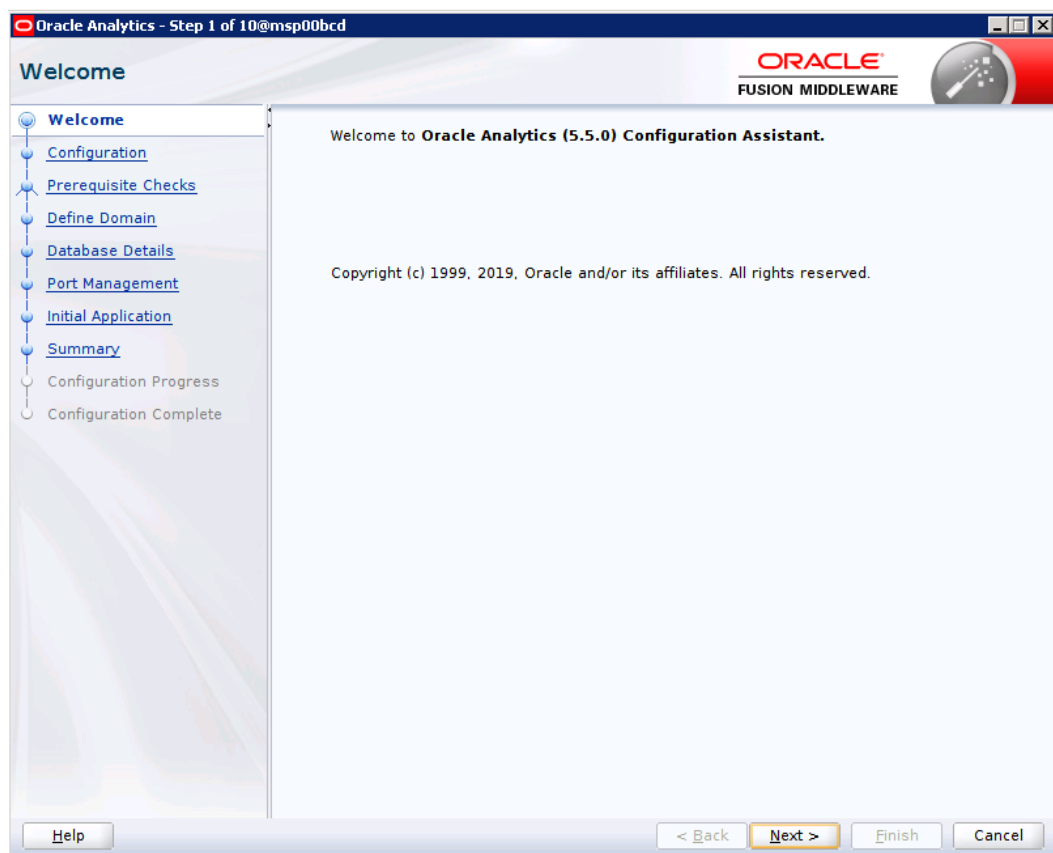 Oracle Analytics - Step 1 of 10@msp00bcd
Welcome
ORACLE®
FUSION MIDDLEWARE
Welcome
Configuration
Prerequisite Checks
Define Domain
Database Details
Port Management
Initial Application
Summary
Configuration Progress
Configuration Complete
Welcome to Oracle Analytics (5.5.0) Configuration Assistant.
Copyright (c) 1999, 2019, Oracle and/or its affiliates. All rights reserved.
Help
< Back
Next >
Finish
Cancel